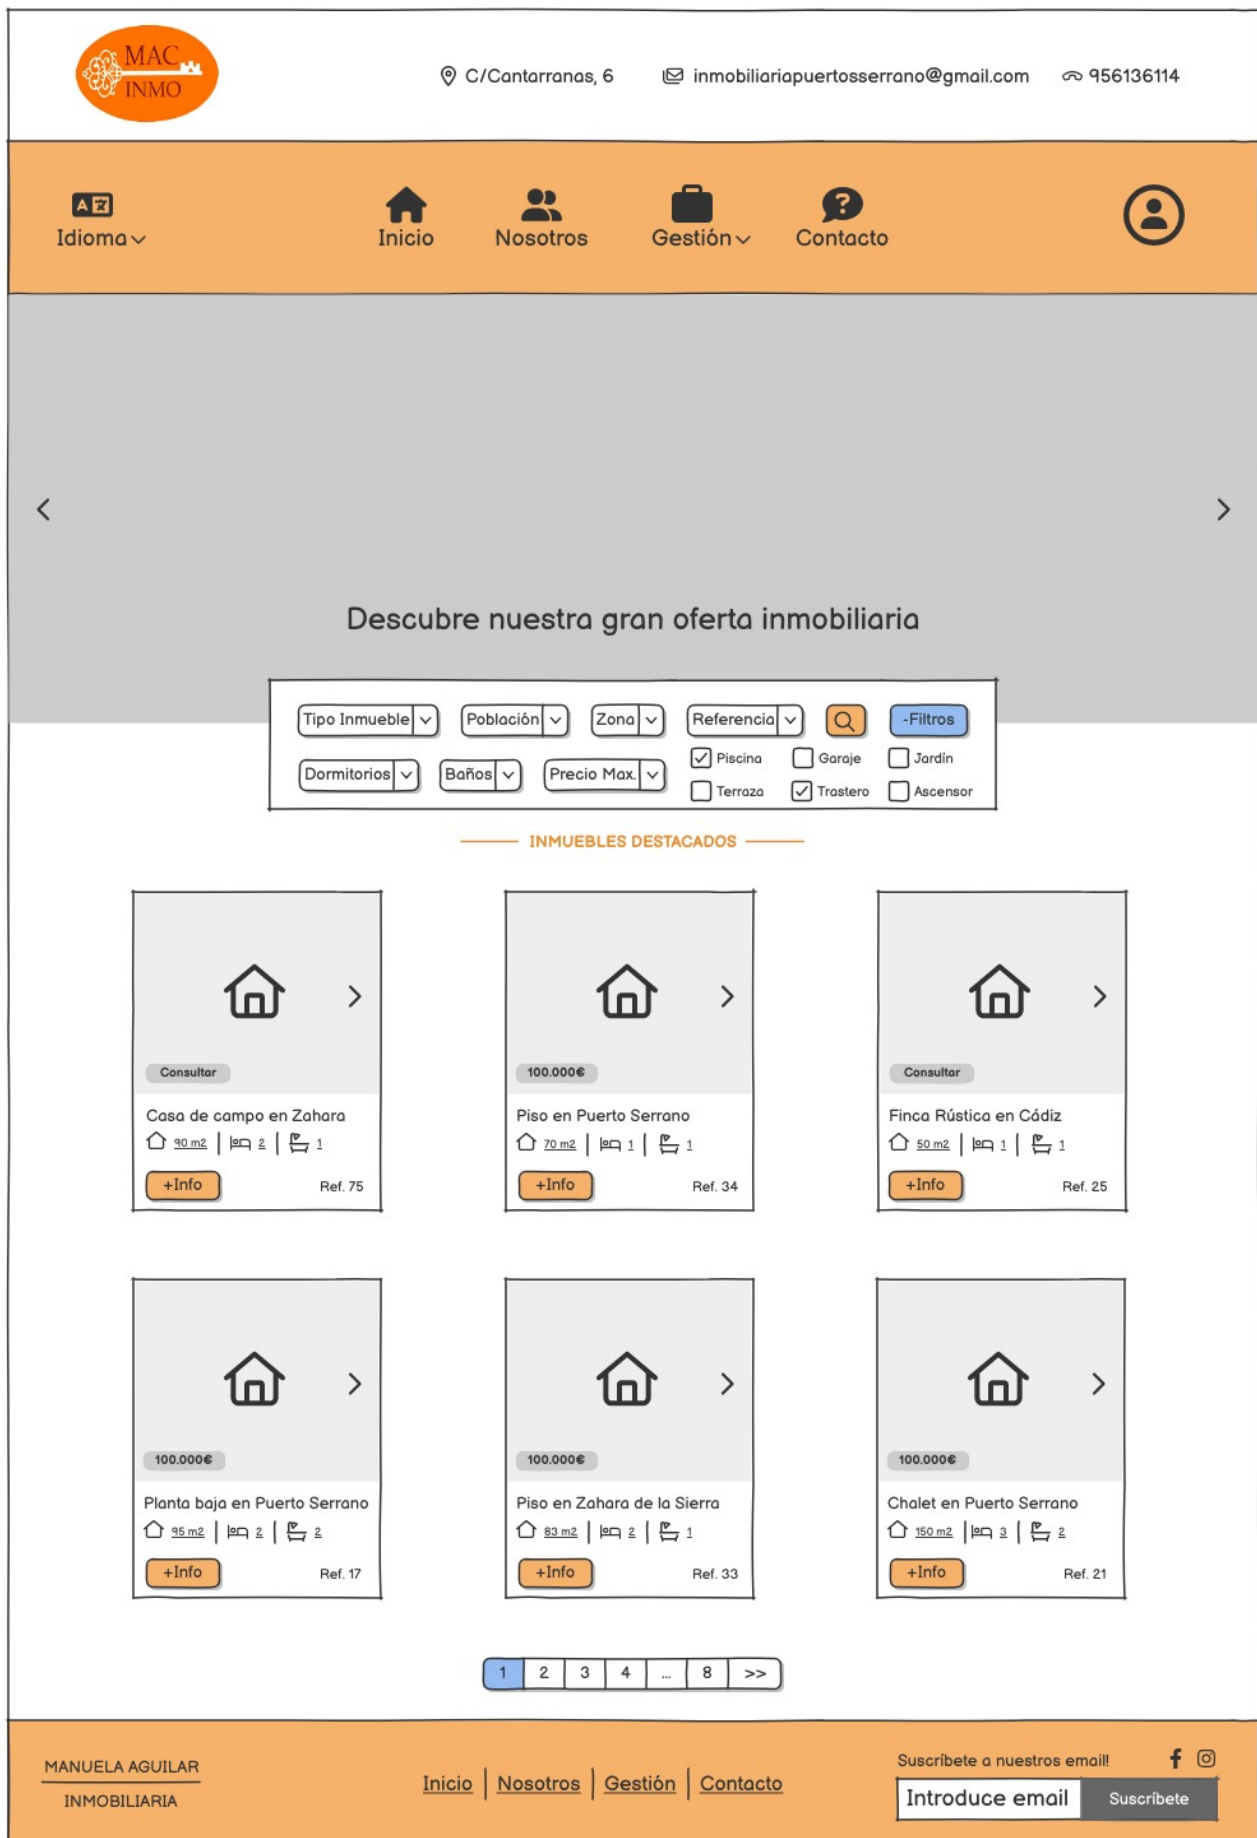 MAC
INMO
C/Cantarranas, 6 inmobiliariapuertosserrano@gmail.com 956136114
Idioma Inicio Nosotros Gestión Contacto
Descubre nuestra gran oferta inmobiliaria
Tipo Inmueble Población Zona Referencia -Filtros
Dormitorios Baños Precio Max. Piscina Garaje Jardín
Terraza Trastero Ascensor
INMUEBLES DESTACADOS
Consultar
Casa de campo en Zahara
90 m2 2 1
+Info Ref. 75
100.000€
Piso en Puerto Serrano
70 m2 1 1
+Info Ref. 34
Consultar
Finca Rústica en Cádiz
50 m2 1 1
+Info Ref. 25
100.000€
Planta baja en Puerto Serrano
95 m2 2 2
+Info Ref. 17
100.000€
Piso en Zahara de la Sierra
83 m2 2 1
+Info Ref. 33
100.000€
Chalet en Puerto Serrano
150 m2 3 2
+Info Ref. 21
1 2 3 4 ... 8 >>
MANUELA AGUILAR
INMOBILIARIA
Inicio | Nosotros | Gestión | Contacto
Suscríbete a nuestros email!
Introduce email Suscríbete